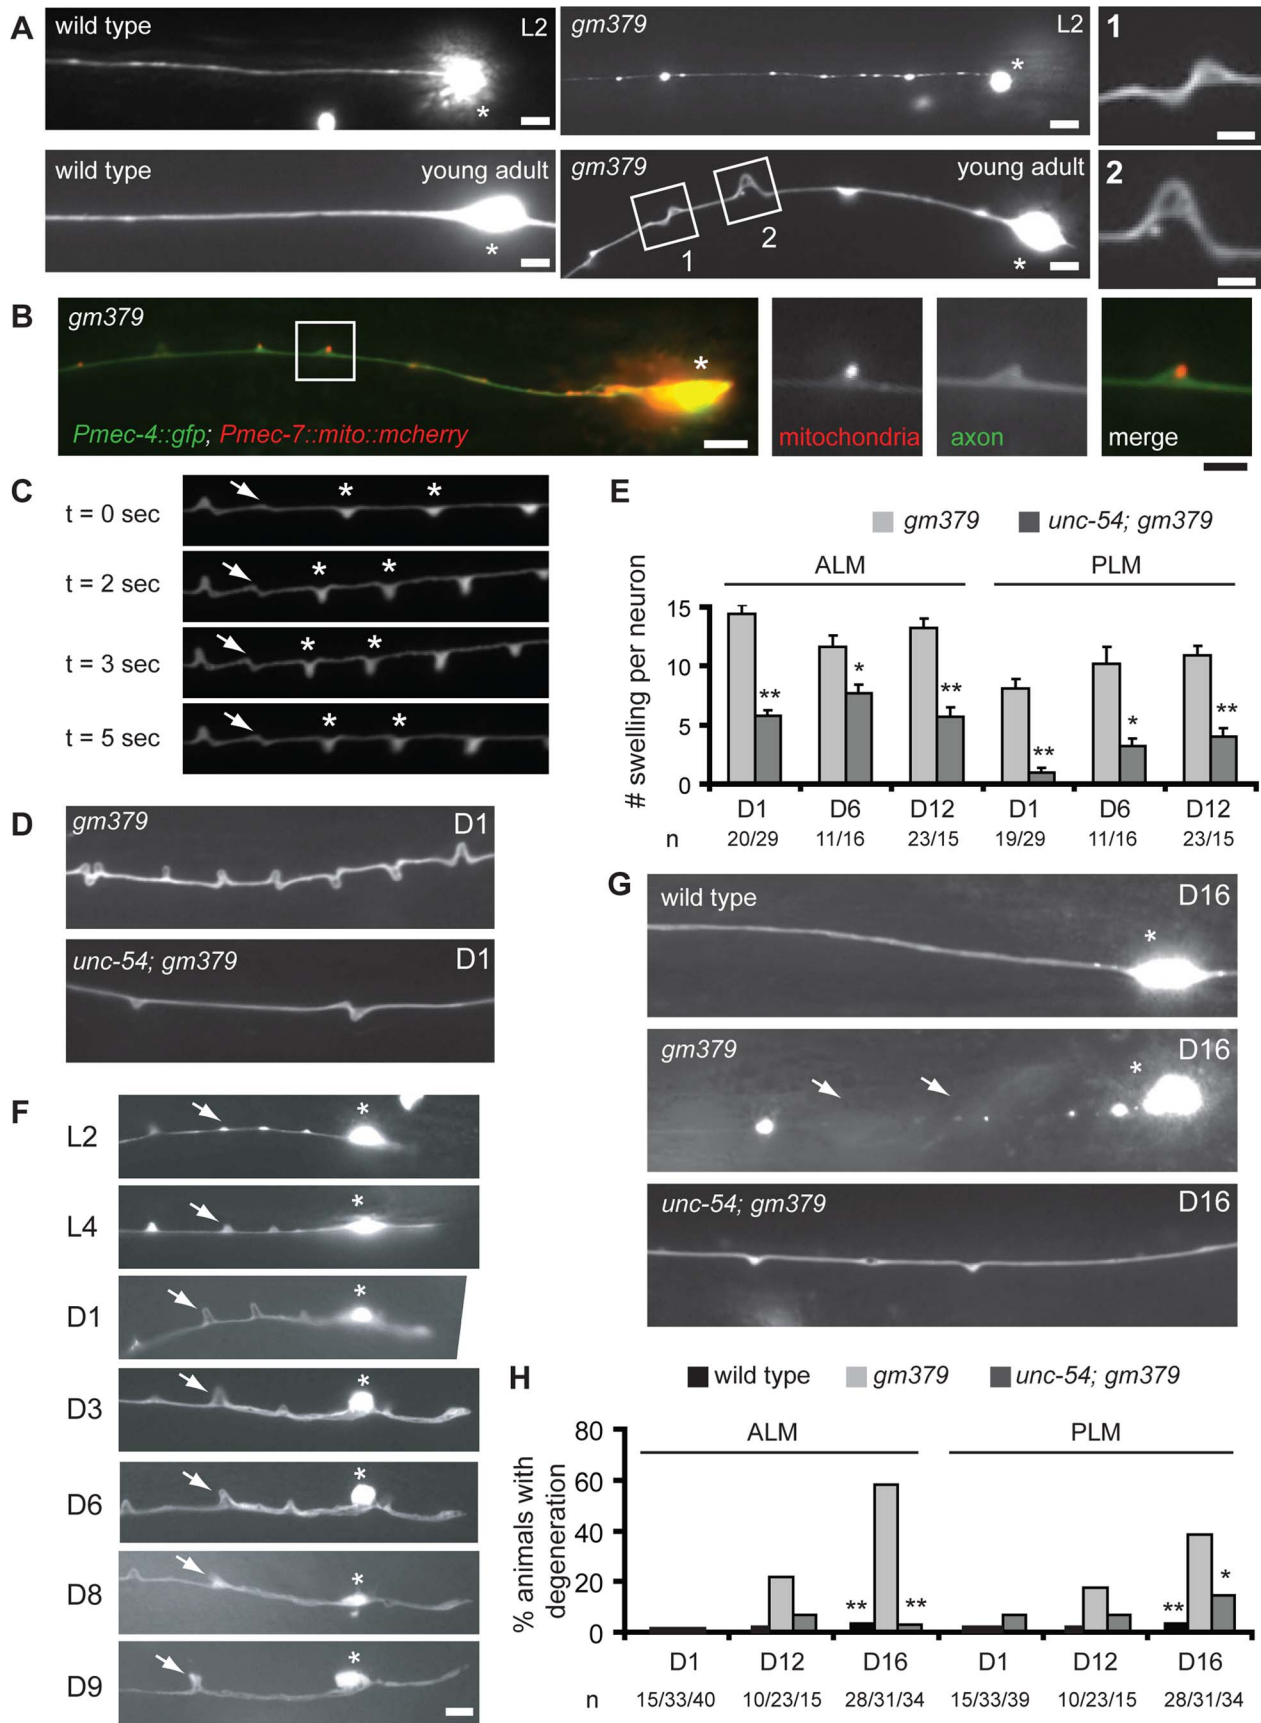 A
wild type
L2
*
gm379
L2
*
1
wild type
young adult
*
gm379
young adult
1
2
*
2
B
gm379
*
Pmec-4::gfp; Pmec-7::mito::mcherry
mitochondria
axon
merge
C
t = 0 sec
* *
t = 2 sec
* *
t = 3 sec
* *
t = 5 sec
* *
D
gm379
D1
unc-54; gm379
D1
E
gm379
unc-54; gm379
ALM
PLM
# swelling per neuron
15
10
5
0
**
*
**
**
*
**
D1 D6 D12 D1 D6 D12
n 20/29 11/16 23/15 19/29 11/16 23/15
F
L2
*
L4
*
D1
*
D3
*
D6
*
D8
*
D9
*
G
wild type
D16
*
gm379
D16
*
unc-54; gm379
D16
H
wild type
gm379
unc-54; gm379
ALM
PLM
% animals with
degeneration
80
60
40
20
0
** **
** *
D1 D12 D16 D1 D12 D16
n 15/33/40 10/23/15 28/31/34 15/33/39 10/23/15 28/31/34